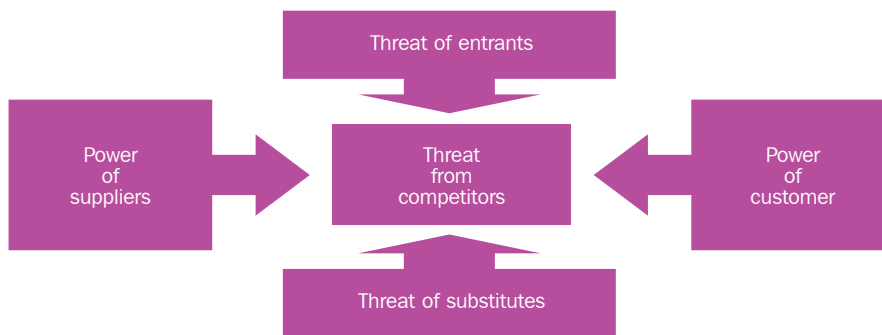 Threat of entrants
Power
of
suppliers
Threat
from
competitors
Power
of
customer
Threat of substitutes